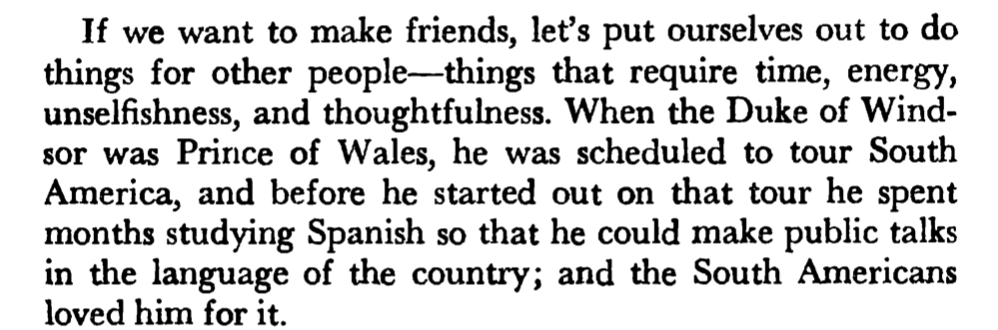 If we want to make friends, let’s put ourselves out to do
things for other people—things that require time, energy,
unselfishness, and thoughtfulness. When the Duke of Wind-
sor was Prince of Wales, he was scheduled to tour South
America, and before he started out on that tour he spent
months studying Spanish so that he could make public talks
in the language of the country; and the South Americans
loved him for it.